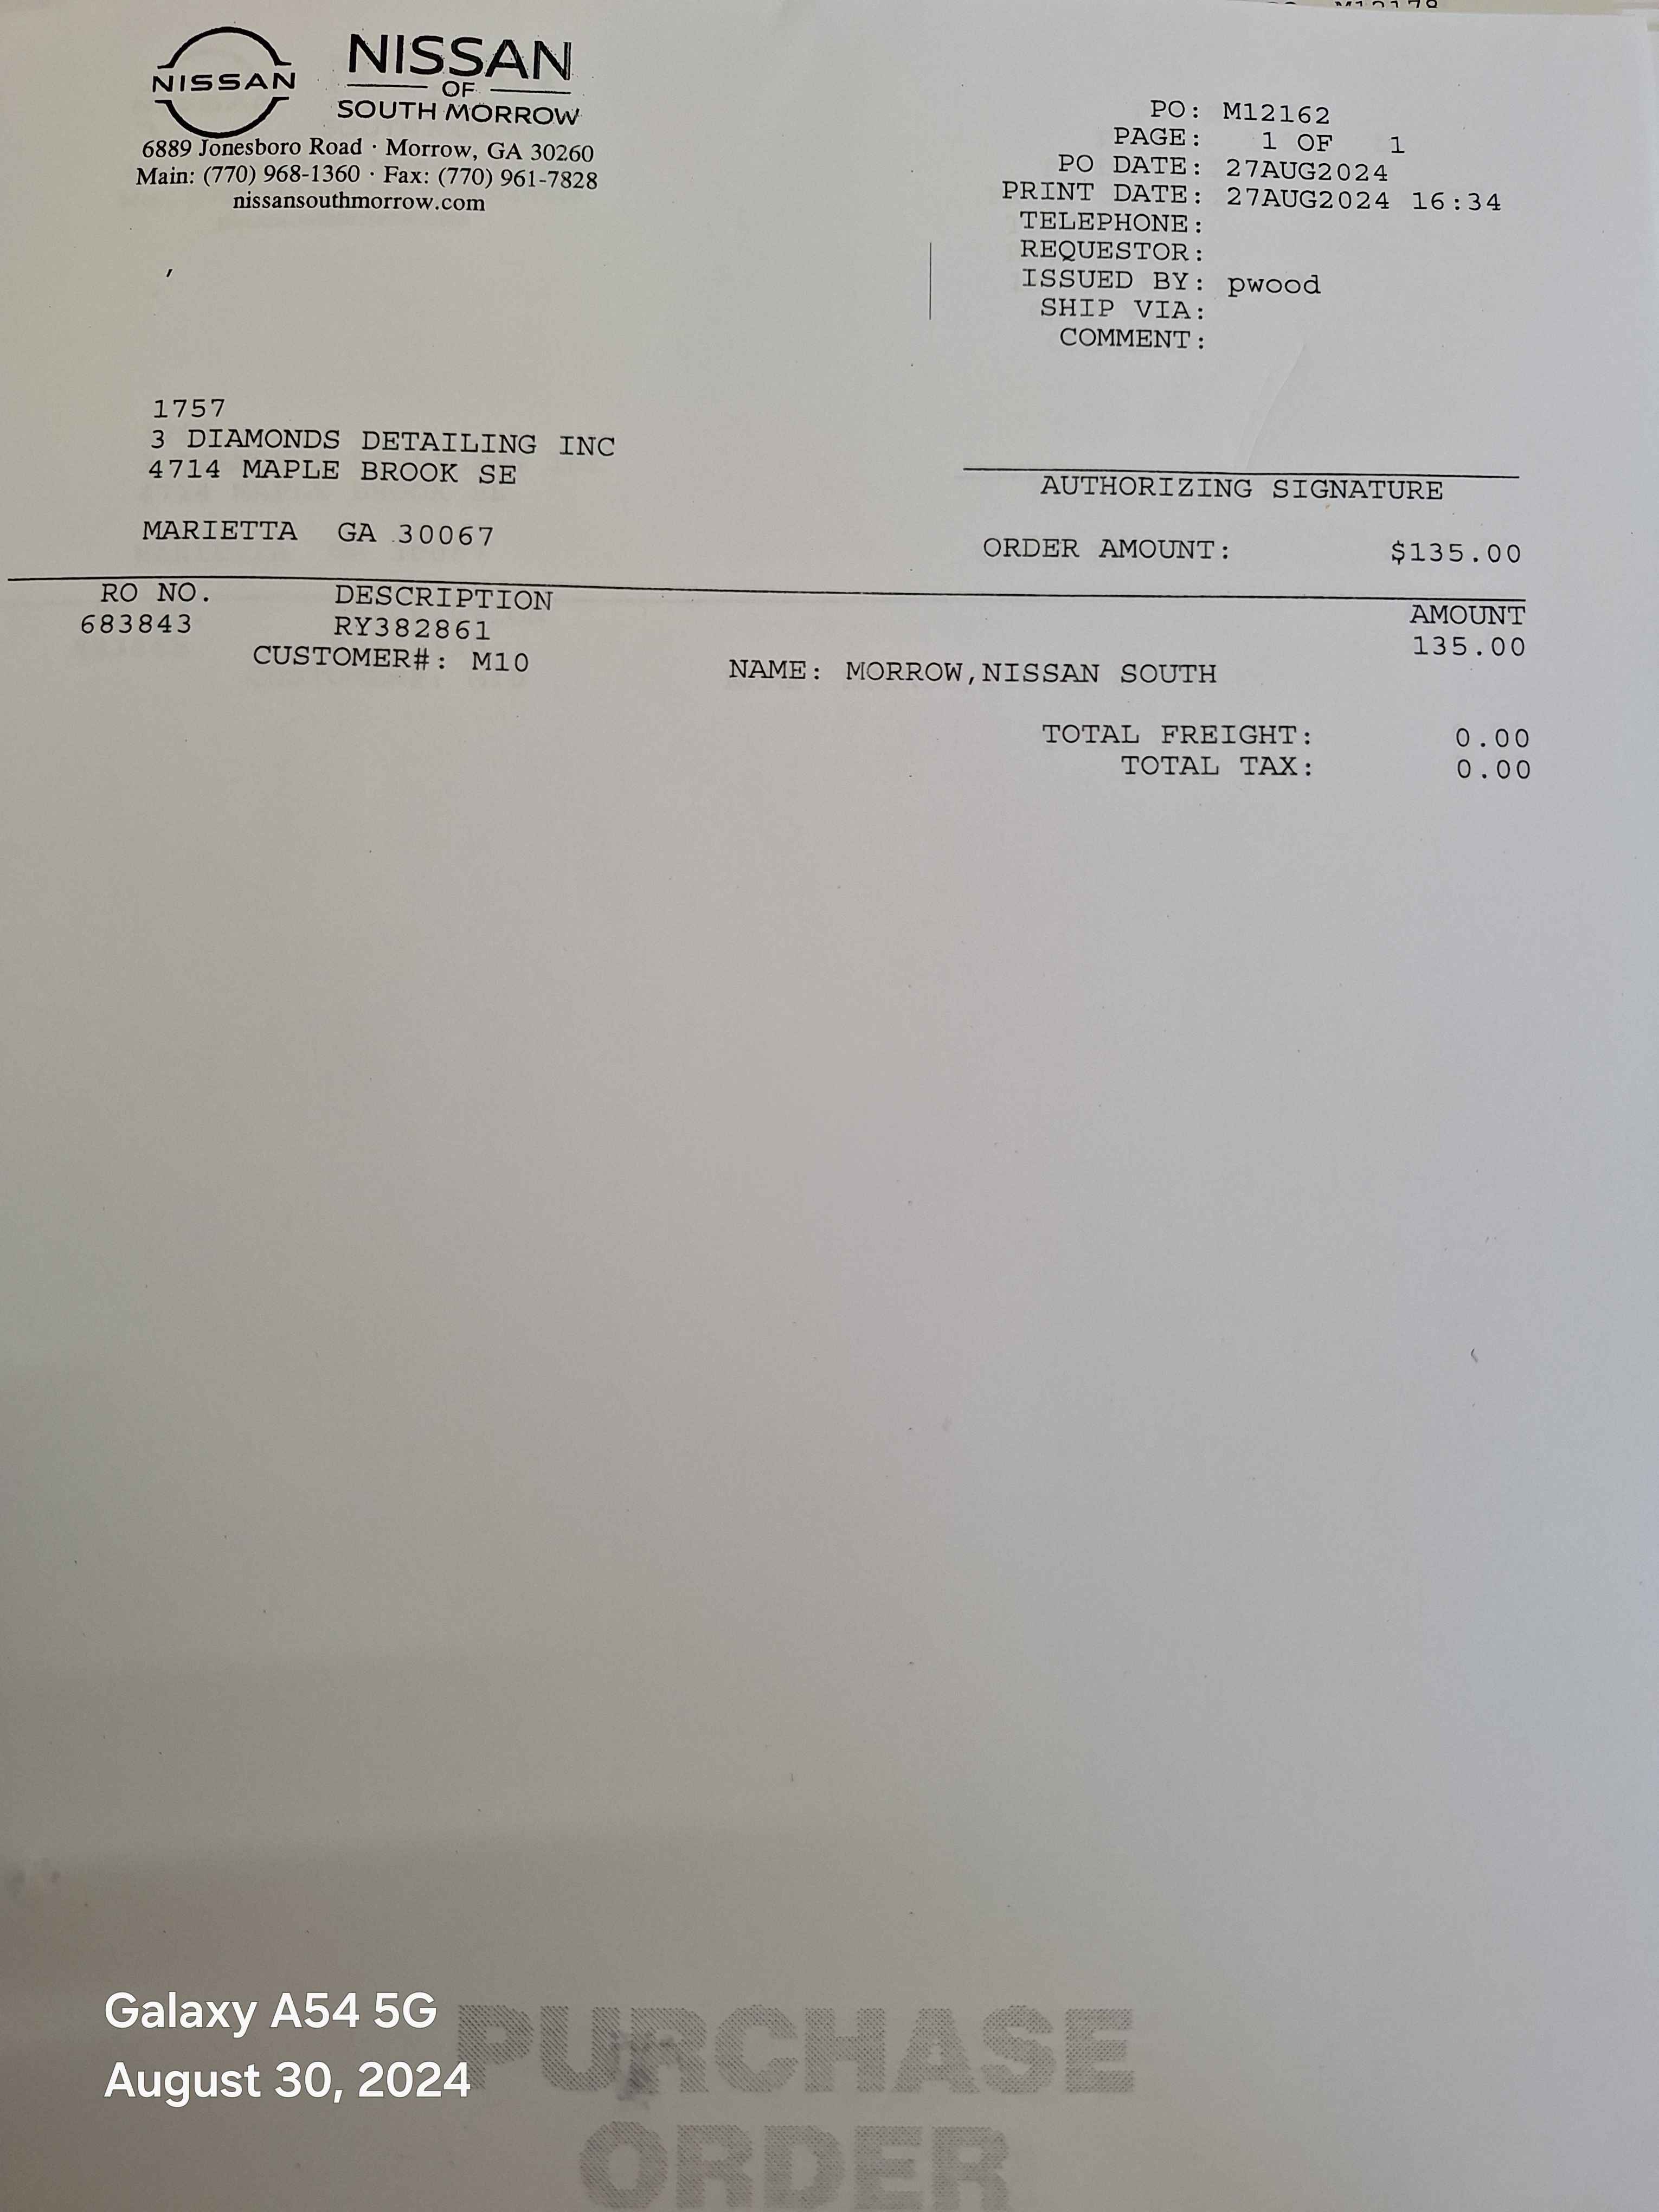 NISSAN
NISSAN
OF
SOUTH MORROW
6889 Jonesboro Road · Morrow, GA 30260
Main: (770) 968-1360 · Fax: (770) 961-7828
nissansouthmorrow.com
PO: M12162
PAGE: 1 OF 1
PO DATE: 27AUG2024
PRINT DATE: 27AUG2024 16:34
TELEPHONE:
REQUESTOR:
ISSUED BY: pwood
SHIP VIA:
COMMENT:
1757
3 DIAMONDS DETAILING INC
4714 MAPLE BROOK SE
MARIETTA GA 30067
AUTHORIZING SIGNATURE
ORDER AMOUNT: $135.00
RO NO. DESCRIPTION AMOUNT
683843 RY382861 135.00
CUSTOMER#: M10 NAME: MORROW,NISSAN SOUTH
TOTAL FREIGHT: 0.00
TOTAL TAX: 0.00
Galaxy A54 5G
August 30, 2024
PURCHASE
ORDER